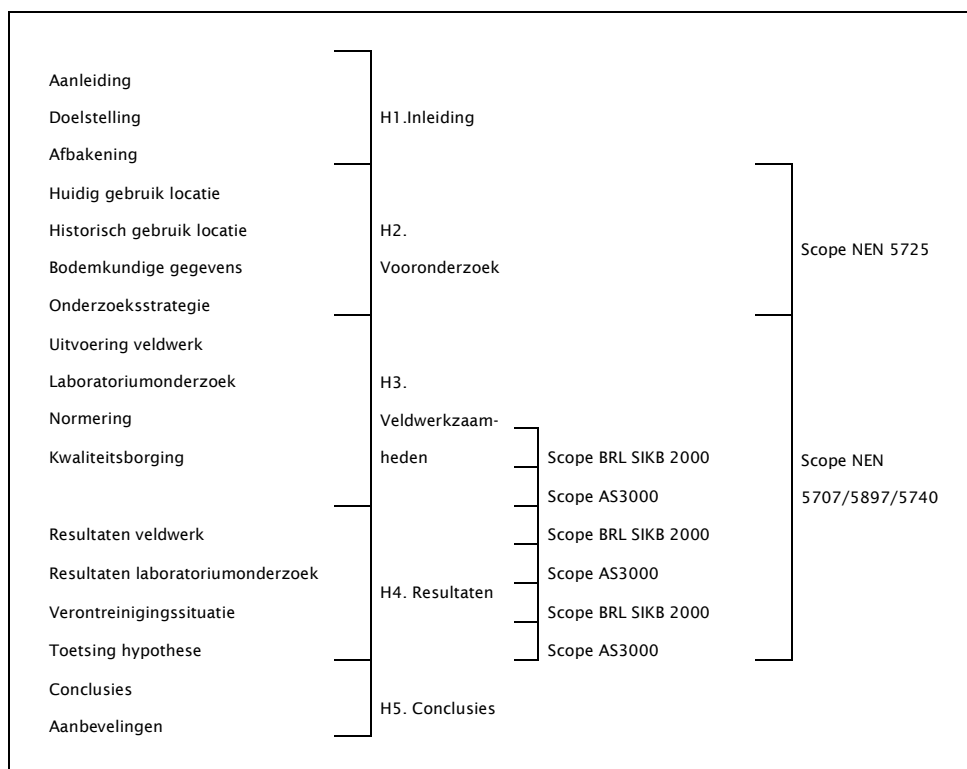 Aanleiding
Doelstelling
Afbakening
Huidig gebruik locatie
Historisch gebruik locatie
Bodemkundige gegevens
Onderzoeksstrategie
Uitvoering veldwerk
Laboratoriumonderzoek
Normering
Kwaliteitsborging
Resultaten veldwerk
Resultaten laboratoriumonderzoek
Verontreinigingssituatie
Toetsing hypothese
Conclusies
Aanbevelingen
H1.Inleiding
H2.
Vooronderzoek
H3.
Veldwerkzaam-
heden
H4. Resultaten
H5. Conclusies
Scope BRL SIKB 2000
Scope AS3000
Scope BRL SIKB 2000
Scope AS3000
Scope BRL SIKB 2000
Scope AS3000
Scope NEN 5725
Scope NEN
5707/5897/5740